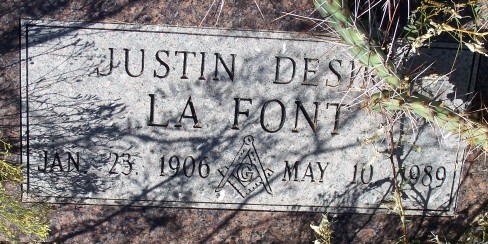 JUSTIN
LA FONT
JAN. 23. 1906 G MAY 10 1989